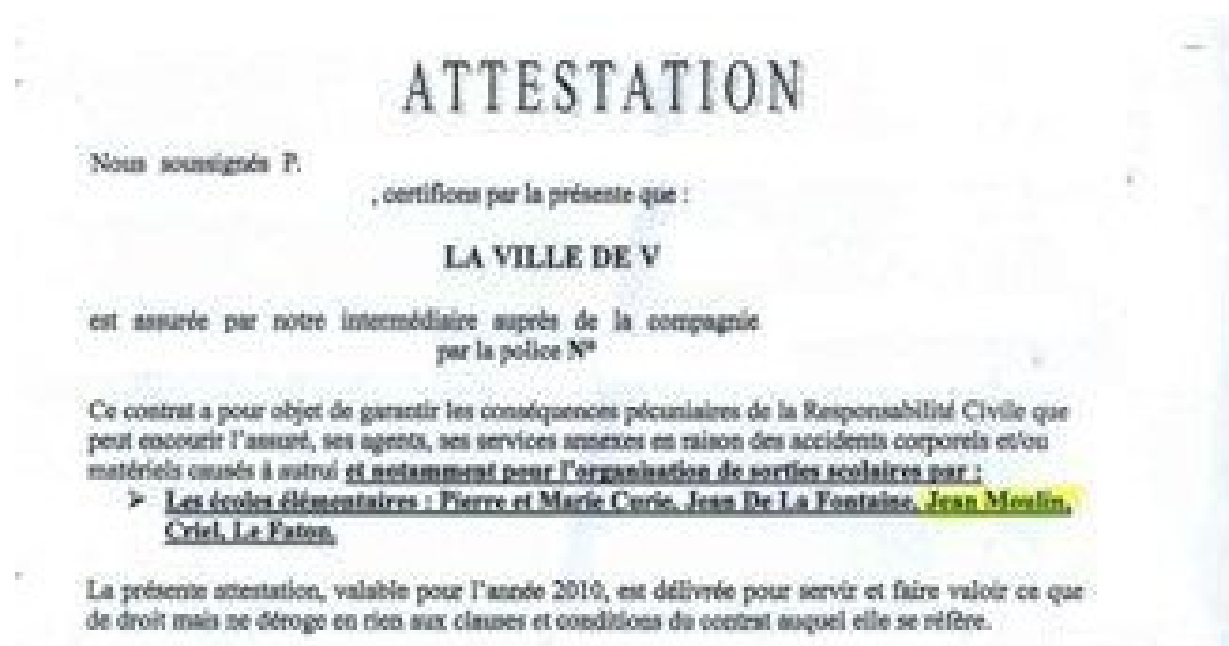 ATTESTATION
Nous soussignés P.
, certifions par la présente que :
LA VILLE DE V
est assurée par notre intermédiaire auprès de la compagnie
par la police N°
Ce contrat a pour objet de garantir les conséquences pécuniaires de la Responsabilité Civile que
peut encourir l'assuré, ses agents, ses services annexes en raison des accidents corporels et/ou
matériels causés à autrui et notamment pour l'organisation de sorties scolaires par :
➤ Les écoles élémentaires : Pierre et Marie Curie, Jean De La Fontaine, Jean Moulin,
Criel, Le Faton,
La présente attestation, valable pour l'année 2010, est délivrée pour servir et faire valoir ce que
de droit mais ne déroge en rien aux clauses et conditions du contrat auquel elle se réfère.